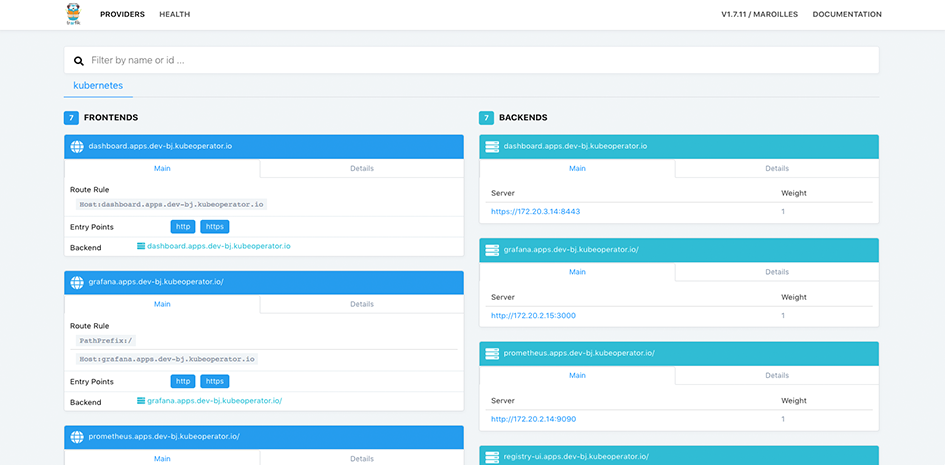 træfik
PROVIDERS HEALTH V1.7.11 / MAROILLES DOCUMENTATION
Filter by name or id ...
kubernetes
7 FRONTENDS
dashboard.apps.dev-bj.kubeoperator.io
Main Details
Route Rule
Host:dashboard.apps.dev-bj.kubeoperator.io
Entry Points http https
Backend dashboard.apps.dev-bj.kubeoperator.io
grafana.apps.dev-bj.kubeoperator.io/
Main Details
Route Rule
PathPrefix:/
Host:grafana.apps.dev-bj.kubeoperator.io
Entry Points http https
Backend grafana.apps.dev-bj.kubeoperator.io/
prometheus.apps.dev-bj.kubeoperator.io/
Main Details
7 BACKENDS
dashboard.apps.dev-bj.kubeoperator.io
Main Details
Server Weight
https://172.20.3.14:8443 1
grafana.apps.dev-bj.kubeoperator.io/
Main Details
Server Weight
http://172.20.2.15:3000 1
prometheus.apps.dev-bj.kubeoperator.io/
Main Details
Server Weight
http://172.20.2.14:9090 1
registry-ui.apps.dev-bj.kubeoperator.io/